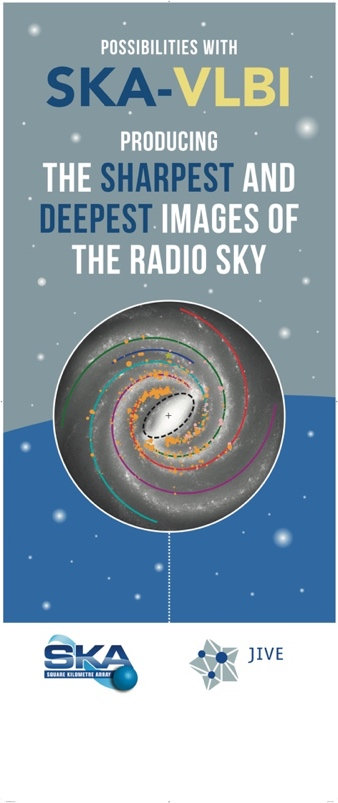 POSSIBILITIES WITH
SKA-VLBI
PRODUCING
THE SHARPEST AND
DEEPEST IMAGES OF
THE RADIO SKY
SKA
SQUARE KILOMETRE ARRAY
JIVE